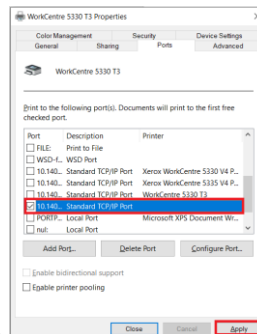 WorkCentre 5330 T3 Properties
Color Management Security Device Settings
General Sharing Ports Advanced
WorkCentre 5330 T3
Print to the following port(s). Documents will print to the first free
checked port.
Port Description Printer
FILE: Print to File
WSD-f... WSD Port
10.140... Standard TCP/IP Port Xerox WorkCentre 5330 V4 P...
10.140... Standard TCP/IP Port Xerox WorkCentre 5335 V4 P...
10.140... Standard TCP/IP Port WorkCentre 5330 T3
10.140... Standard TCP/IP Port
PORTP... Local Port Microsoft XPS Document Wr...
nul: Local Port
Add Port... Delete Port Configure Port...
Enable bidirectional support
Enable printer pooling
Close Cancel Apply